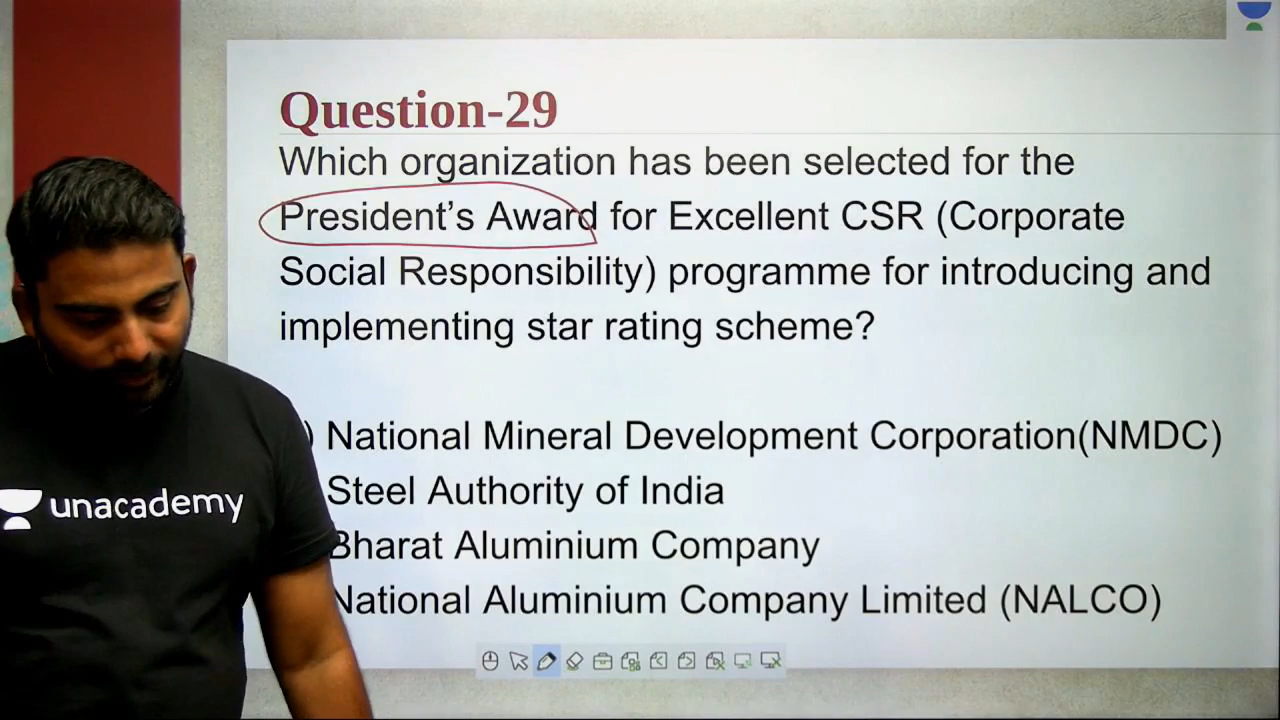 Question-29
Which organization has been selected for the
President's Award for Excellent CSR (Corporate
Social Responsibility) programme for introducing and
implementing star rating scheme?
) National Mineral Development Corporation(NMDC)
Steel Authority of India
Bharat Aluminium Company
National Aluminium Company Limited (NALCO)
unacademy